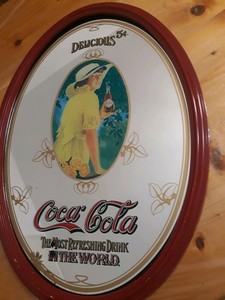 DELICIOUS 5¢
Coca-Cola
THE MOST REFRESHING DRINK
IN THE WORLD.